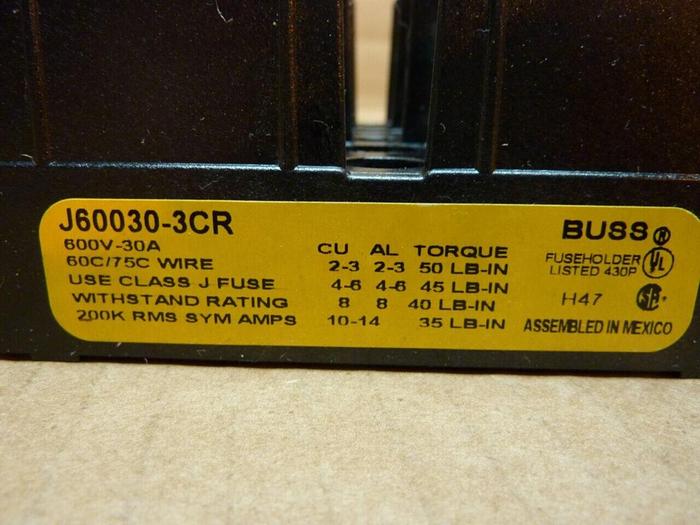 J60030-3CR
600V-30A
60C/75C WIRE
USE CLASS J FUSE
WITHSTAND RATING
200K RMS SYM AMPS
CU AL TORQUE
2-3 2-3 50 LB-IN
4-6 4-6 45 LB-IN
8 8 40 LB-IN
10-14 35 LB-IN
BUSS ®
FUSEHOLDER
LISTED 430P
UL
H47
ASSEMBLED IN MEXICO